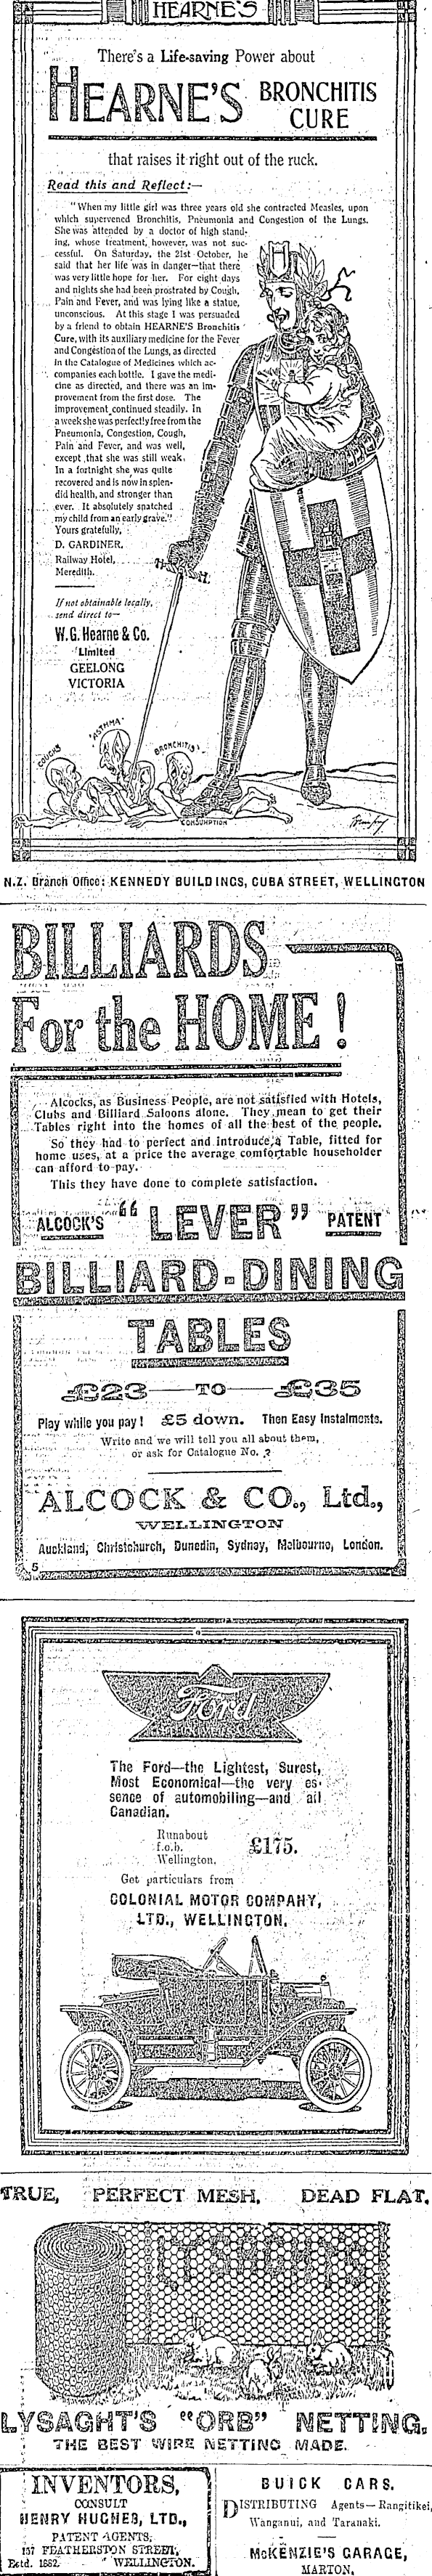 HEARNE'S
There's a Life-saving Power about
HEARNE'S BRONCHITIS
CURE
that raises it right out of the ruck.
Read this and Reflect:—
"When my little girl was three years old she contracted Measles, upon
which supervened Bronchitis, Pneumonia and Congestion of the Lungs.
She was attended by a doctor of high stand-
ing, whose treatment, however, was not suc-
cessful. On Saturday, the 21st October, he
said that her life was in danger—that there
was very little hope for her. For eight days
and nights she had been prostrated by Cough,
Pain and Fever, and was lying like a statue,
unconscious. At this stage I was persuaded
by a friend to obtain HEARNE'S Bronchitis
Cure, with its auxiliary medicine for the Fever
and Congestion of the Lungs, as directed
in the Catalogue of Medicines which ac-
companies each bottle. I gave the medi-
cine as directed, and there was an im-
provement from the first dose. The
improvement continued steadily. In
a week she was perfectly free from the
Pneumonia, Congestion, Cough,
Pain and Fever, and was well,
except that she was still weak.
In a fortnight she was quite
recovered and is now in splen-
did health, and stronger than
ever. It absolutely snatched
my child from an early grave."
Yours gratefully,
D. GARDINER,
Railway Hotel,
Meredith.
If not obtainable locally,
send direct to—
W. G. Hearne & Co.
Limited
GEELONG
VICTORIA
H
H. H.
COUGHS
ASTHMA
BRONCHITIS
CONSUMPTION
N.Z. Branch Office: KENNEDY BUILDINGS, CUBA STREET, WELLINGTON
BILLIARDS
For the HOME!
Alcocks, as Business People, are not satisfied with Hotels,
Clubs and Billiard Saloons alone. They mean to get their
Tables right into the homes of all the best of the people.
So they had to perfect and introduce a Table, fitted for
home uses, at a price the average comfortable householder
can afford to pay.
This they have done to complete satisfaction.
ALCOCK'S "LEVER" PATENT
BILLIARD-DINING
TABLES
£23—TO—£35
Play while you pay! £5 down. Then Easy Instalments.
Write and we will tell you all about them,
or ask for Catalogue No. 2
ALCOCK & CO., Ltd.,
WELLINGTON
Auckland, Christchurch, Dunedin, Sydney, Melbourne, London.
5
Ford
The Ford—the Lightest, Surest,
Most Economical—the very es-
sence of automobiling—and all
Canadian.
Runabout
f.o.b. £175.
Wellington.
Get particulars from
COLONIAL MOTOR COMPANY,
LTD., WELLINGTON.
TRUE, PERFECT MESH, DEAD FLAT.
LYSAGHTS
LYSAGHT'S "ORB" NETTING.
THE BEST WIRE NETTING MADE.
INVENTORS,
CONSULT
HENRY HUGHES, LTD.,
PATENT AGENTS,
157 FEATHERSTON STREET,
Estd. 1882. WELLINGTON.
BUICK CARS.
DISTRIBUTING Agents—Rangitikei,
Wanganui, and Taranaki.
McKENZIE'S GARAGE,
MARTON.